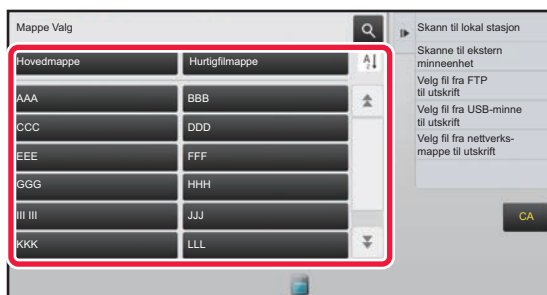 Mappe Valg
Hovedmappe
Hurtigfilmappe
AAA
BBB
CCC
DDD
EEE
FFF
GGG
HHH
III III
JJJ
KKK
LLL
Skann til lokal stasjon
Skanne til ekstern
minneenhet
Velg fil fra FTP
til utskrift
Velg fil fra USB-minne
til utskrift
Velg fil fra nettverks-
mappe til utskrift
CA